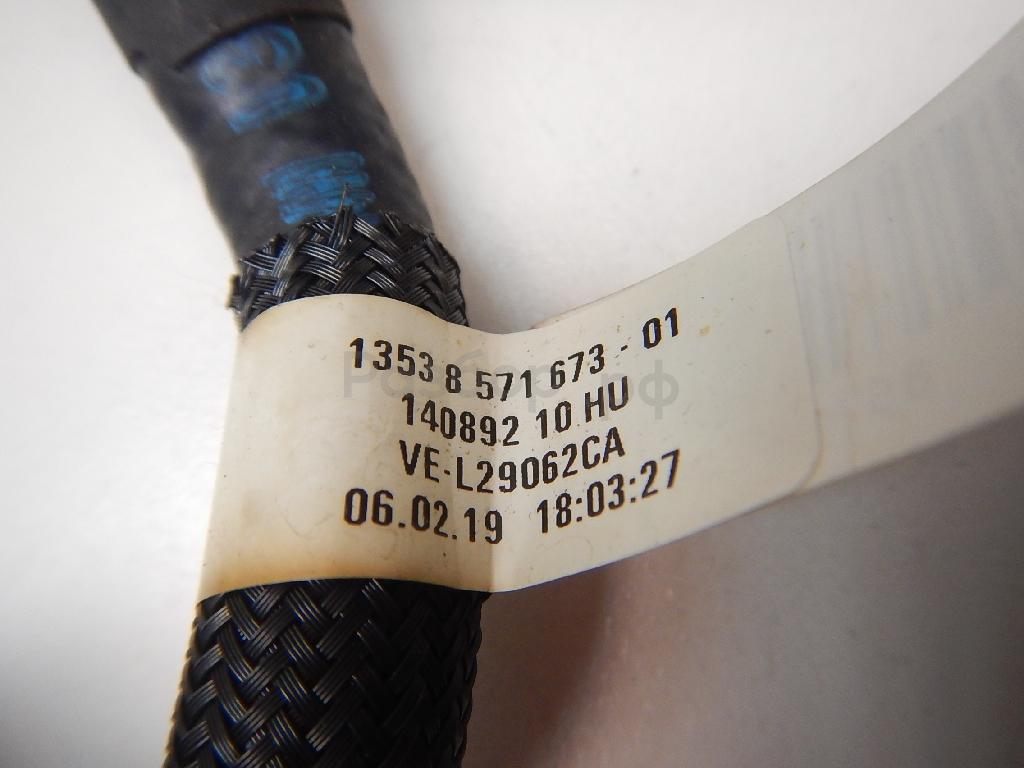 1353 8 571 673 - 01
140892 10 HU
VE-L29062CA
06.02.19 18:03:27